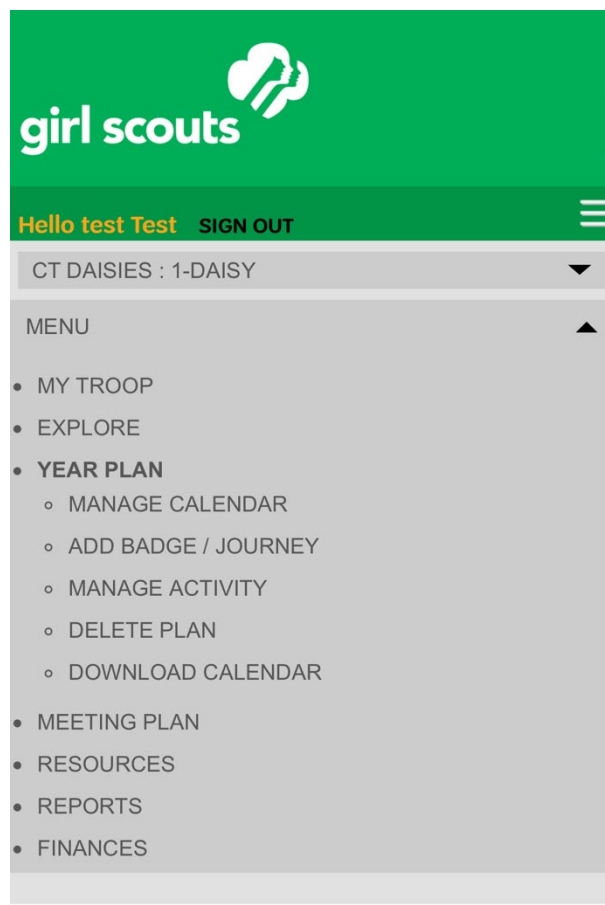 girl scouts
Hello test Test SIGN OUT
CT DAISIES : 1-DAISY
MENU
MY TROOP
EXPLORE
YEAR PLAN
MANAGE CALENDAR
ADD BADGE / JOURNEY
MANAGE ACTIVITY
DELETE PLAN
DOWNLOAD CALENDAR
MEETING PLAN
RESOURCES
REPORTS
FINANCES